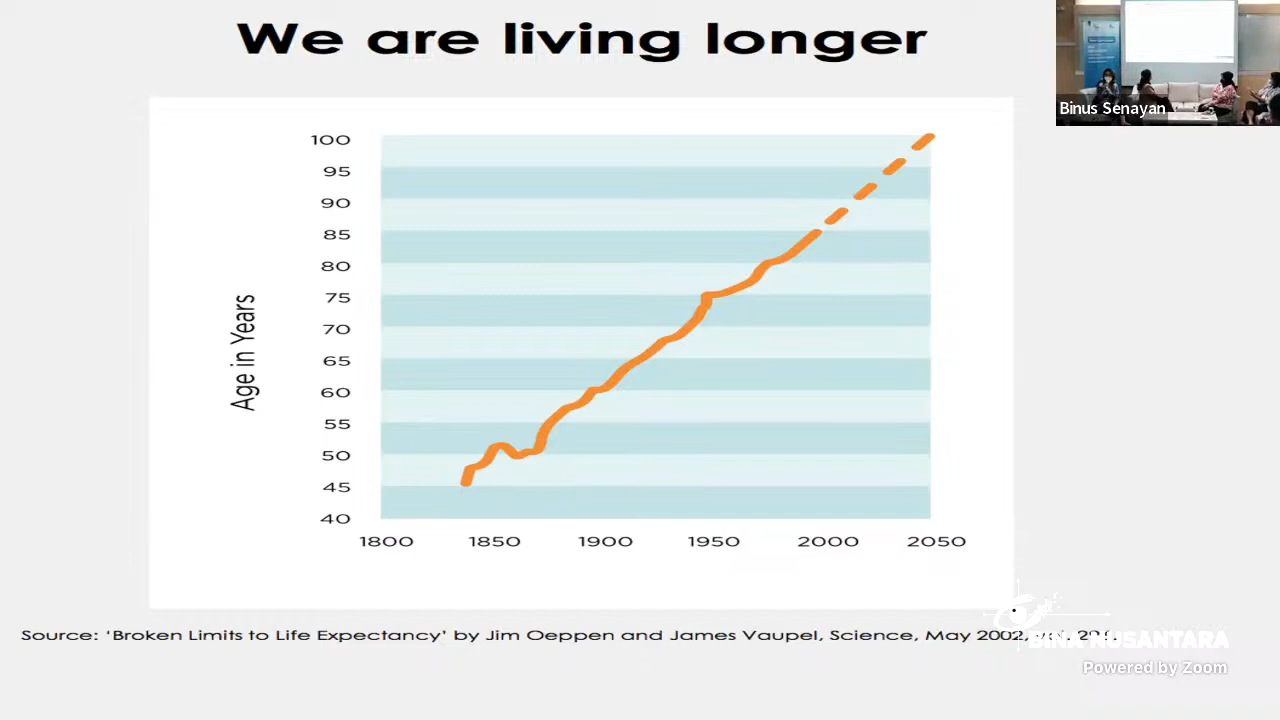 We are living longer
Binus Senayan
100
95
90
85
80
75
70
65
60
55
50
45
40
Age in Years
1800 1850 1900 1950 2000 2050
Source: ‘Broken Limits to Life Expectancy’ by Jim Oeppen and James Vaupel, Science, May 2002,
BINA NUSANTARA
Powered by Zoom